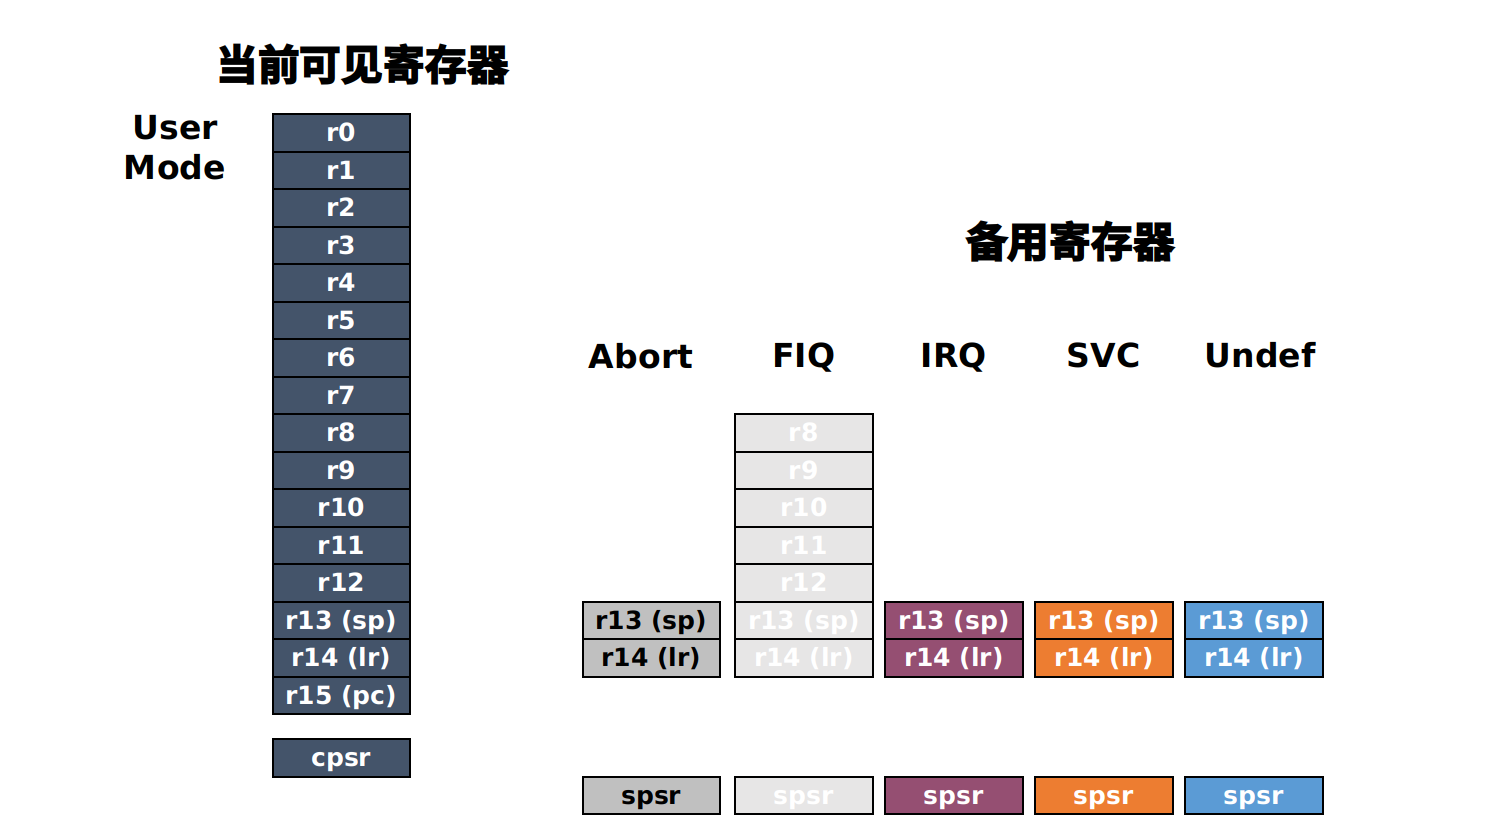 当前可见寄存器
User
Mode
r0
r1
r2
r3
r4
r5
r6
r7
r8
r9
r10
r11
r12
r13 (sp)
r14 (lr)
r15 (pc)
cpsr
备用寄存器
Abort
r13 (sp)
r14 (lr)
spsr
FIQ
r8
r9
r10
r11
r12
r13 (sp)
r14 (lr)
spsr
IRQ
r13 (sp)
r14 (lr)
spsr
SVC
r13 (sp)
r14 (lr)
spsr
Undef
r13 (sp)
r14 (lr)
spsr